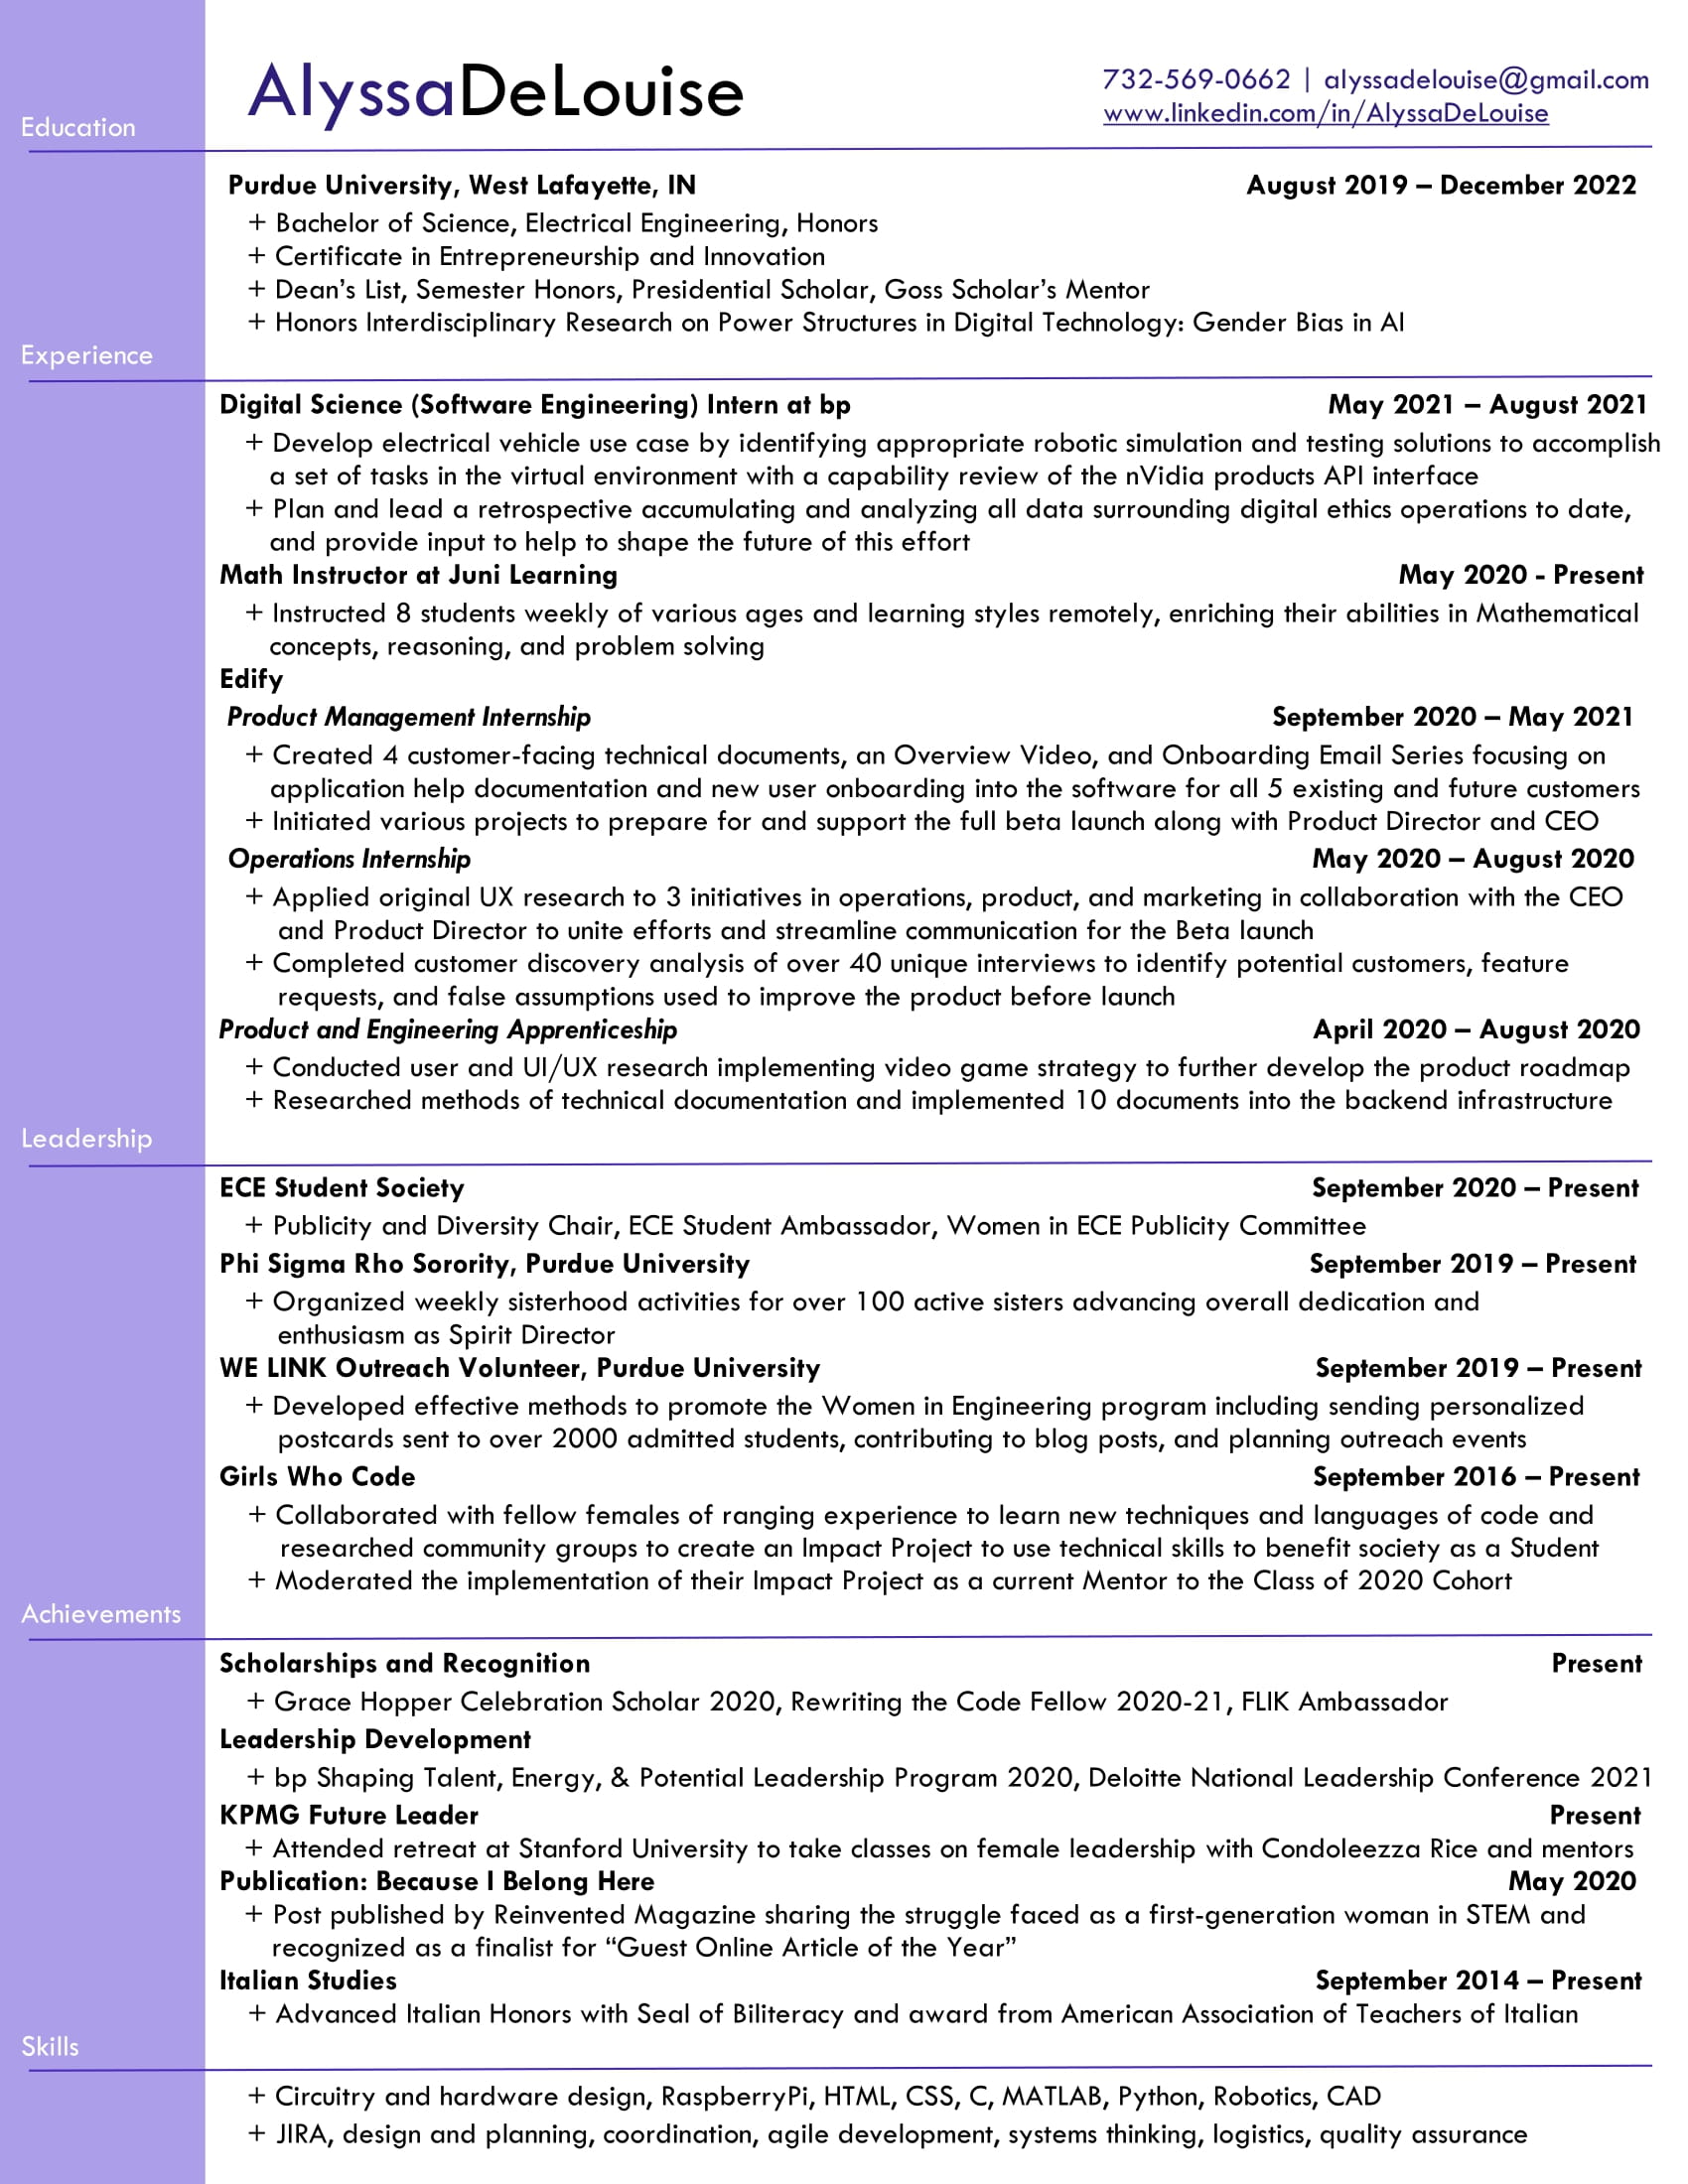 AlyssaDeLouise
732-569-0662 | alyssadelouise@gmail.com
www.linkedin.com/in/AlyssaDeLouise
Education
Purdue University, West Lafayette, IN August 2019 – December 2022
+ Bachelor of Science, Electrical Engineering, Honors
+ Certificate in Entrepreneurship and Innovation
+ Dean’s List, Semester Honors, Presidential Scholar, Goss Scholar’s Mentor
+ Honors Interdisciplinary Research on Power Structures in Digital Technology: Gender Bias in AI
Experience
Digital Science (Software Engineering) Intern at bp May 2021 – August 2021
+ Develop electrical vehicle use case by identifying appropriate robotic simulation and testing solutions to accomplish
a set of tasks in the virtual environment with a capability review of the nVidia products API interface
+ Plan and lead a retrospective accumulating and analyzing all data surrounding digital ethics operations to date,
and provide input to help to shape the future of this effort
Math Instructor at Juni Learning May 2020 - Present
+ Instructed 8 students weekly of various ages and learning styles remotely, enriching their abilities in Mathematical
concepts, reasoning, and problem solving
Edify
Product Management Internship September 2020 – May 2021
+ Created 4 customer-facing technical documents, an Overview Video, and Onboarding Email Series focusing on
application help documentation and new user onboarding into the software for all 5 existing and future customers
+ Initiated various projects to prepare for and support the full beta launch along with Product Director and CEO
Operations Internship May 2020 – August 2020
+ Applied original UX research to 3 initiatives in operations, product, and marketing in collaboration with the CEO
and Product Director to unite efforts and streamline communication for the Beta launch
+ Completed customer discovery analysis of over 40 unique interviews to identify potential customers, feature
requests, and false assumptions used to improve the product before launch
Product and Engineering Apprenticeship April 2020 – August 2020
+ Conducted user and UI/UX research implementing video game strategy to further develop the product roadmap
+ Researched methods of technical documentation and implemented 10 documents into the backend infrastructure
Leadership
ECE Student Society September 2020 – Present
+ Publicity and Diversity Chair, ECE Student Ambassador, Women in ECE Publicity Committee
Phi Sigma Rho Sorority, Purdue University September 2019 – Present
+ Organized weekly sisterhood activities for over 100 active sisters advancing overall dedication and
enthusiasm as Spirit Director
WE LINK Outreach Volunteer, Purdue University September 2019 – Present
+ Developed effective methods to promote the Women in Engineering program including sending personalized
postcards sent to over 2000 admitted students, contributing to blog posts, and planning outreach events
Girls Who Code September 2016 – Present
+ Collaborated with fellow females of ranging experience to learn new techniques and languages of code and
researched community groups to create an Impact Project to use technical skills to benefit society as a Student
+ Moderated the implementation of their Impact Project as a current Mentor to the Class of 2020 Cohort
Achievements
Scholarships and Recognition Present
+ Grace Hopper Celebration Scholar 2020, Rewriting the Code Fellow 2020-21, FLIK Ambassador
Leadership Development
+ bp Shaping Talent, Energy, & Potential Leadership Program 2020, Deloitte National Leadership Conference 2021
KPMG Future Leader Present
+ Attended retreat at Stanford University to take classes on female leadership with Condoleezza Rice and mentors
Publication: Because I Belong Here May 2020
+ Post published by Reinvented Magazine sharing the struggle faced as a first-generation woman in STEM and
recognized as a finalist for “Guest Online Article of the Year”
Italian Studies September 2014 – Present
+ Advanced Italian Honors with Seal of Biliteracy and award from American Association of Teachers of Italian
Skills
+ Circuitry and hardware design, RaspberryPi, HTML, CSS, C, MATLAB, Python, Robotics, CAD
+ JIRA, design and planning, coordination, agile development, systems thinking, logistics, quality assurance